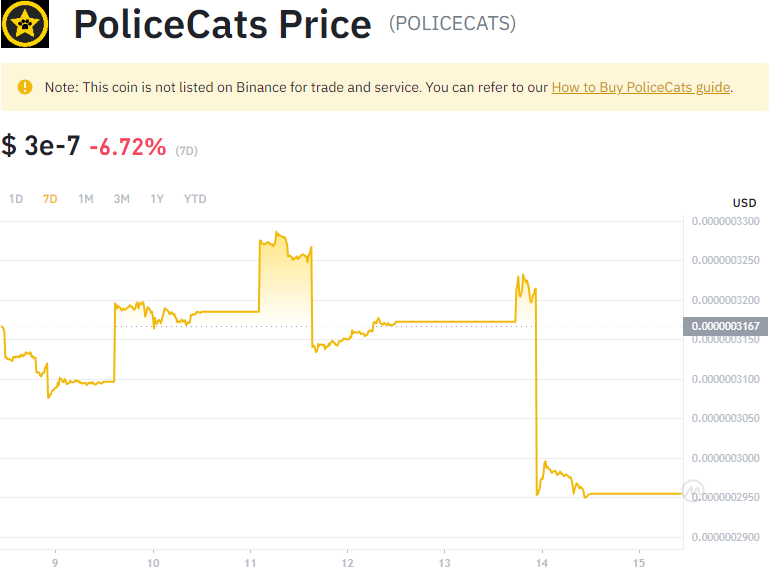 PoliceCats Price (POLICECATS)
Note: This coin is not listed on Binance for trade and service. You can refer to our How to Buy PoliceCats guide.
$ 3e-7 -6.72% (7D)
1D 7D 1M 3M 1Y YTD
USD
0.0000003300
0.0000003250
0.0000003200
0.0000003167
0.0000003150
0.0000003100
0.0000003050
0.0000003000
0.0000002950
0.0000002900
9 10 11 12 13 14 15